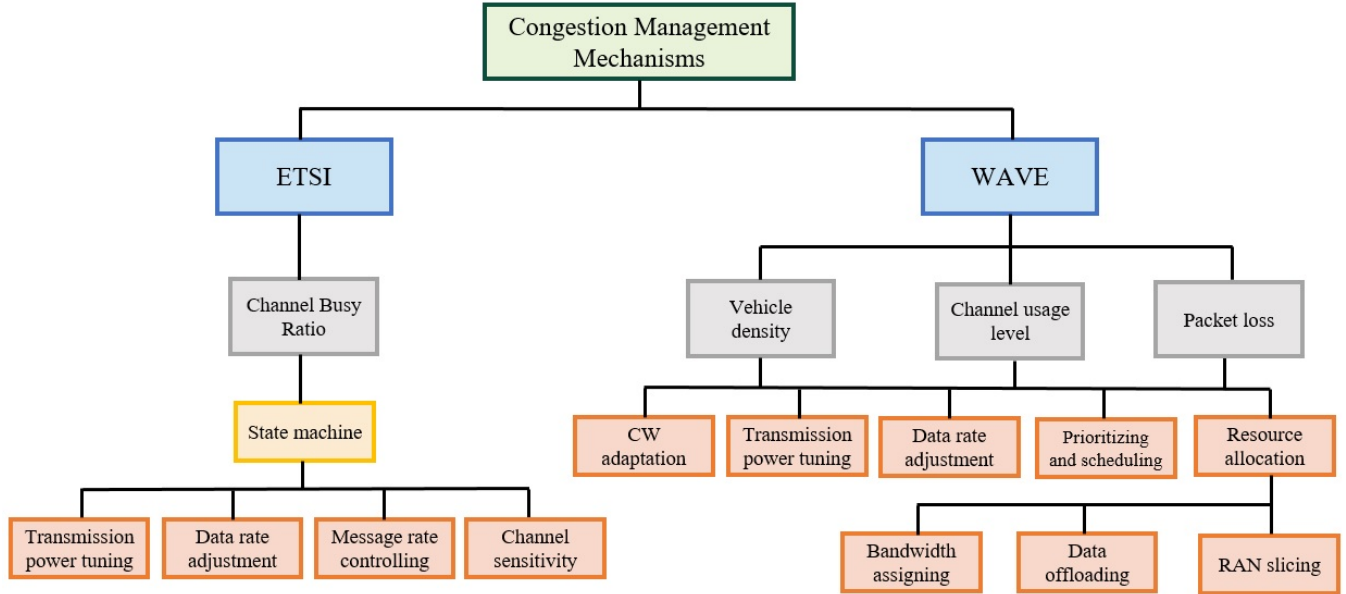 Congestion Management
Mechanisms
ETSI
WAVE
Channel Busy
Ratio
Vehicle
density
Channel usage
level
Packet loss
State machine
CW
adaptation
Transmission
power tuning
Data rate
adjustment
Prioritizing
and scheduling
Resource
allocation
Transmission
power tuning
Data rate
adjustment
Message rate
controlling
Channel
sensitivity
Bandwidth
assigning
Data
offloading
RAN slicing